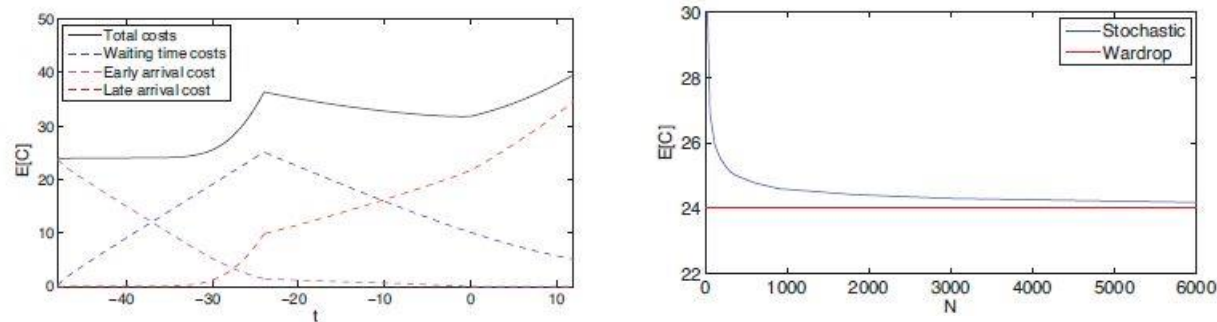 50
40
30
20
10
0
E[C]
Total costs
Waiting time costs
Early arrival cost
Late arrival cost
−40
−30
−20
−10
0
10
t
30
28
26
24
22
E[C]
Stochastic
Wardrop
0
1000
2000
3000
4000
5000
6000
N